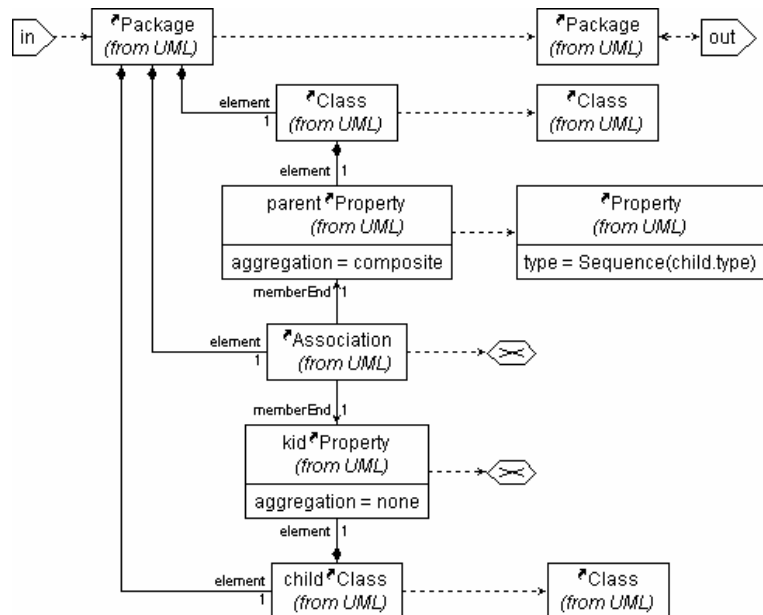 in
Package
(from UML)
Package
(from UML)
out
element
1
Class
(from UML)
Class
(from UML)
element 1
parent Property
(from UML)
aggregation = composite
Property
(from UML)
type = Sequence(child.type)
memberEnd 1
element
1
Association
(from UML)
memberEnd 1
kid Property
(from UML)
aggregation = none
element 1
element
1
child Class
(from UML)
Class
(from UML)